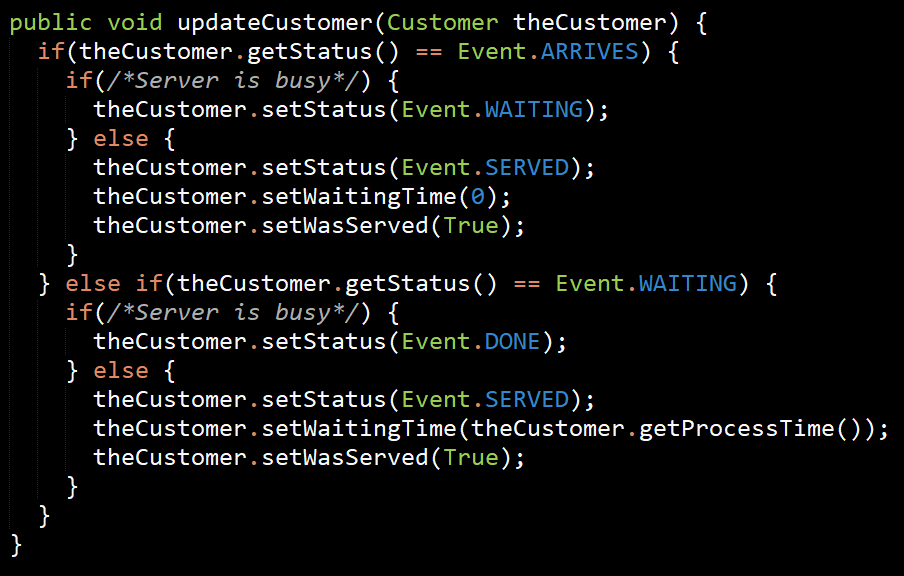 public void updateCustomer(Customer theCustomer) {
  if(theCustomer.getStatus() == Event.ARRIVES) {
    if(/*Server is busy*/) {
      theCustomer.setStatus(Event.WAITING);
    } else {
      theCustomer.setStatus(Event.SERVED);
      theCustomer.setWaitingTime(0);
      theCustomer.setWasServed(True);
    }
  } else if(theCustomer.getStatus() == Event.WAITING) {
    if(/*Server is busy*/) {
      theCustomer.setStatus(Event.DONE);
    } else {
      theCustomer.setStatus(Event.SERVED);
      theCustomer.setWaitingTime(theCustomer.getProcessTime());
      theCustomer.setWasServed(True);
    }
  }
}